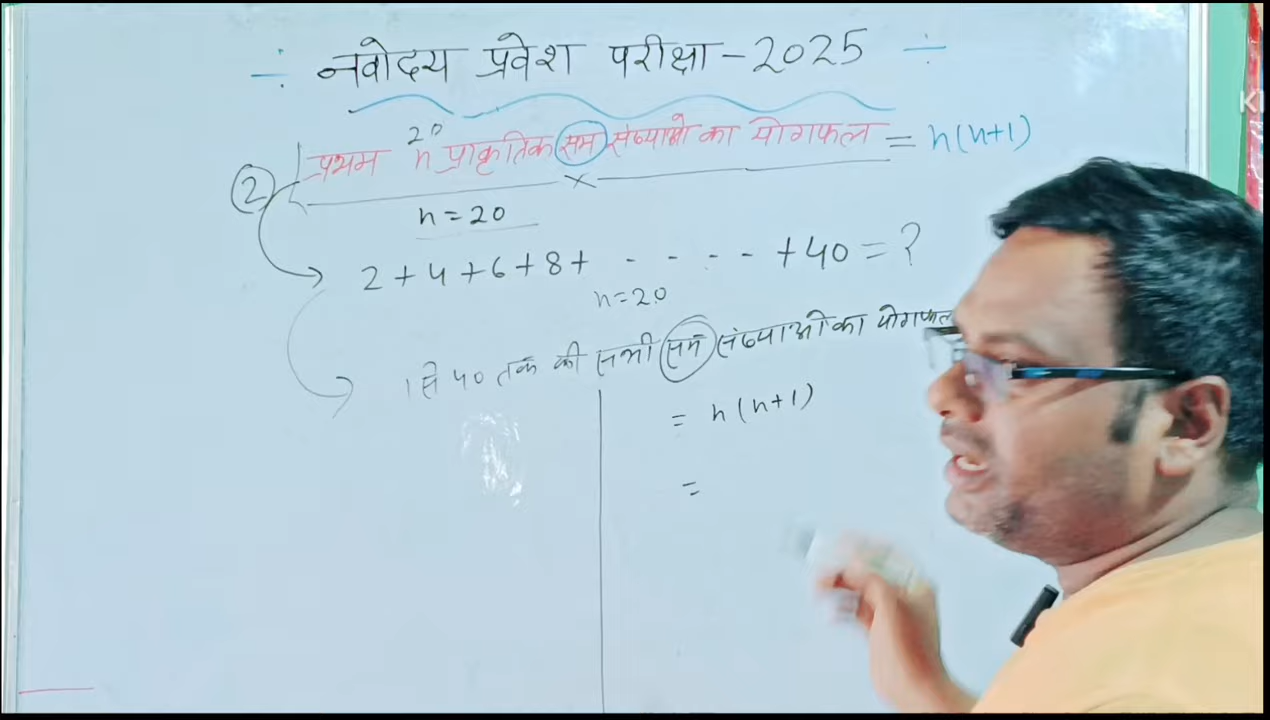 ÷ नवोदय प्रवेश परीक्षा - 2025 ÷
20
② प्रथम n प्राकृतिक सम संख्याओं का योगफल = n(n+1)
n = 20
2 + 4 + 6 + 8 + - - - - - + 40 = ?
n = 20
1 से 40 तक की सभी सम संख्याओं का योगफल
= n(n+1)
=